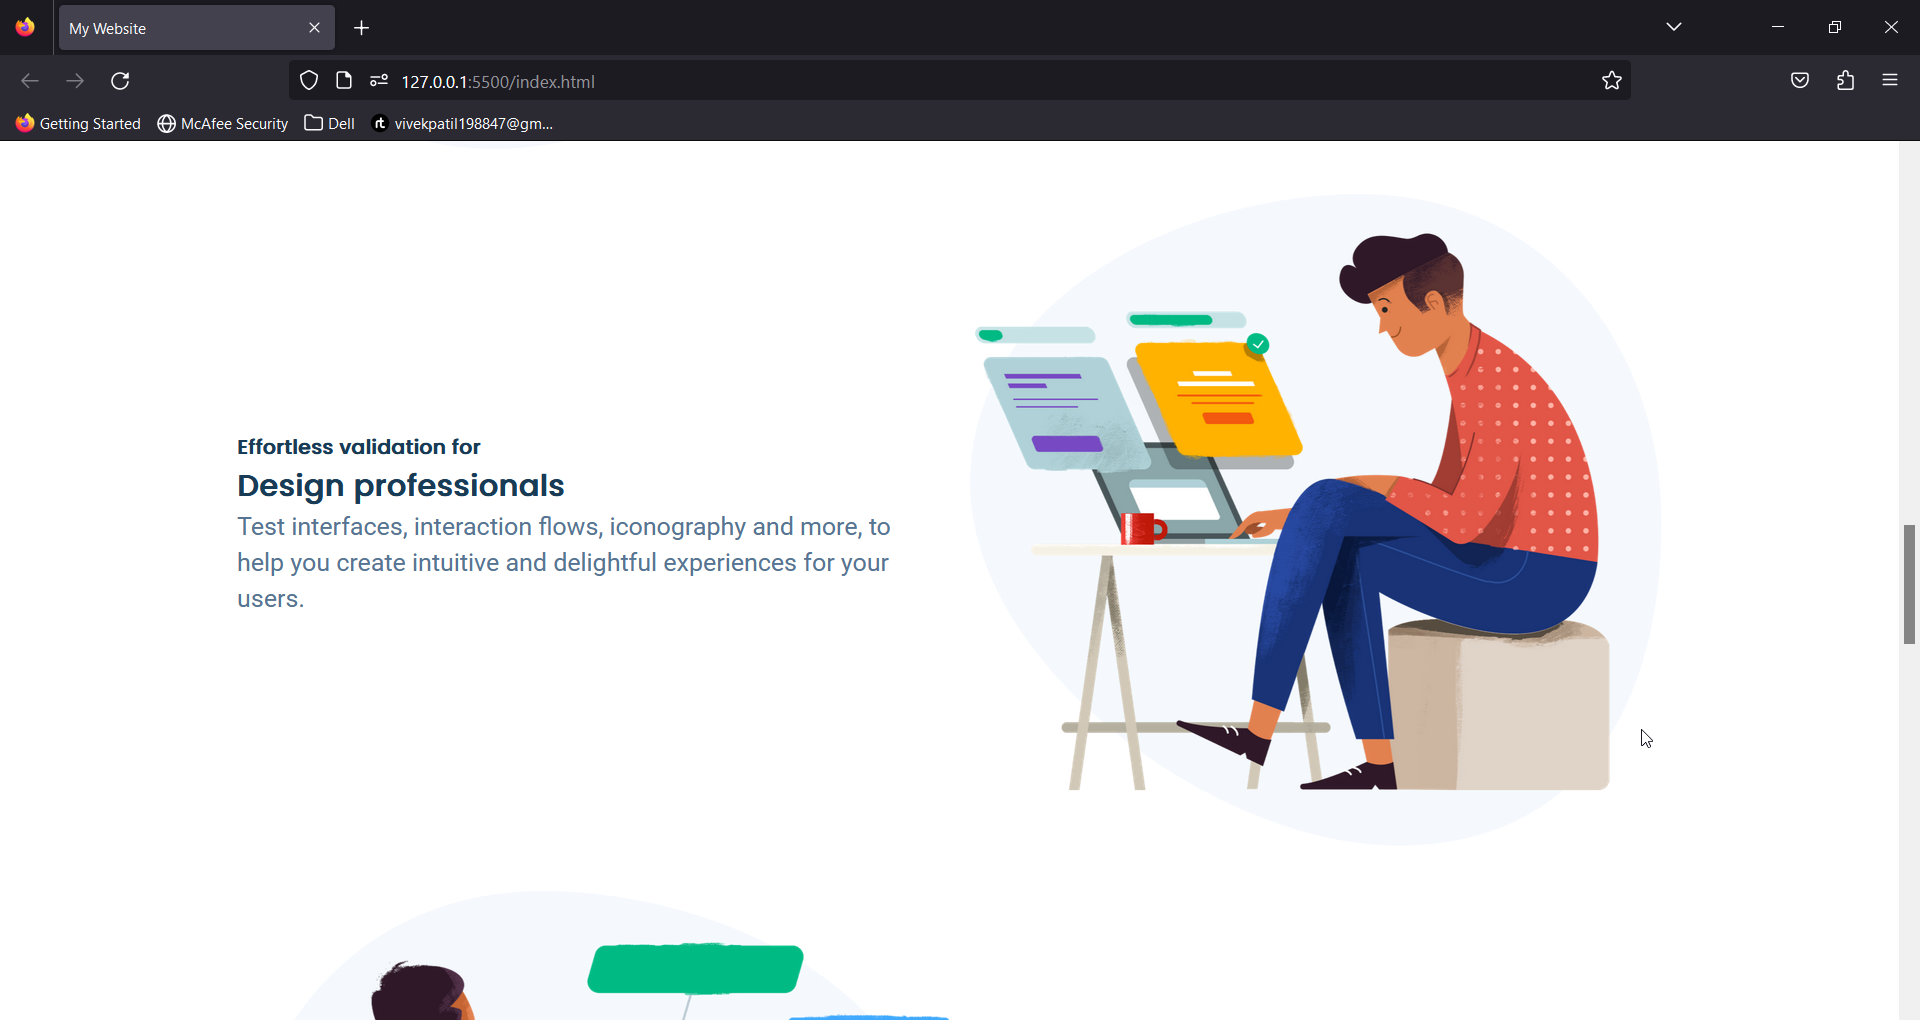 My Website
127.0.0.1:5500/index.html
Getting Started
McAfee Security
Dell
rt
vivekpatil198847@gm...
Effortless validation for
Design professionals
Test interfaces, interaction flows, iconography and more, to
help you create intuitive and delightful experiences for your
users.